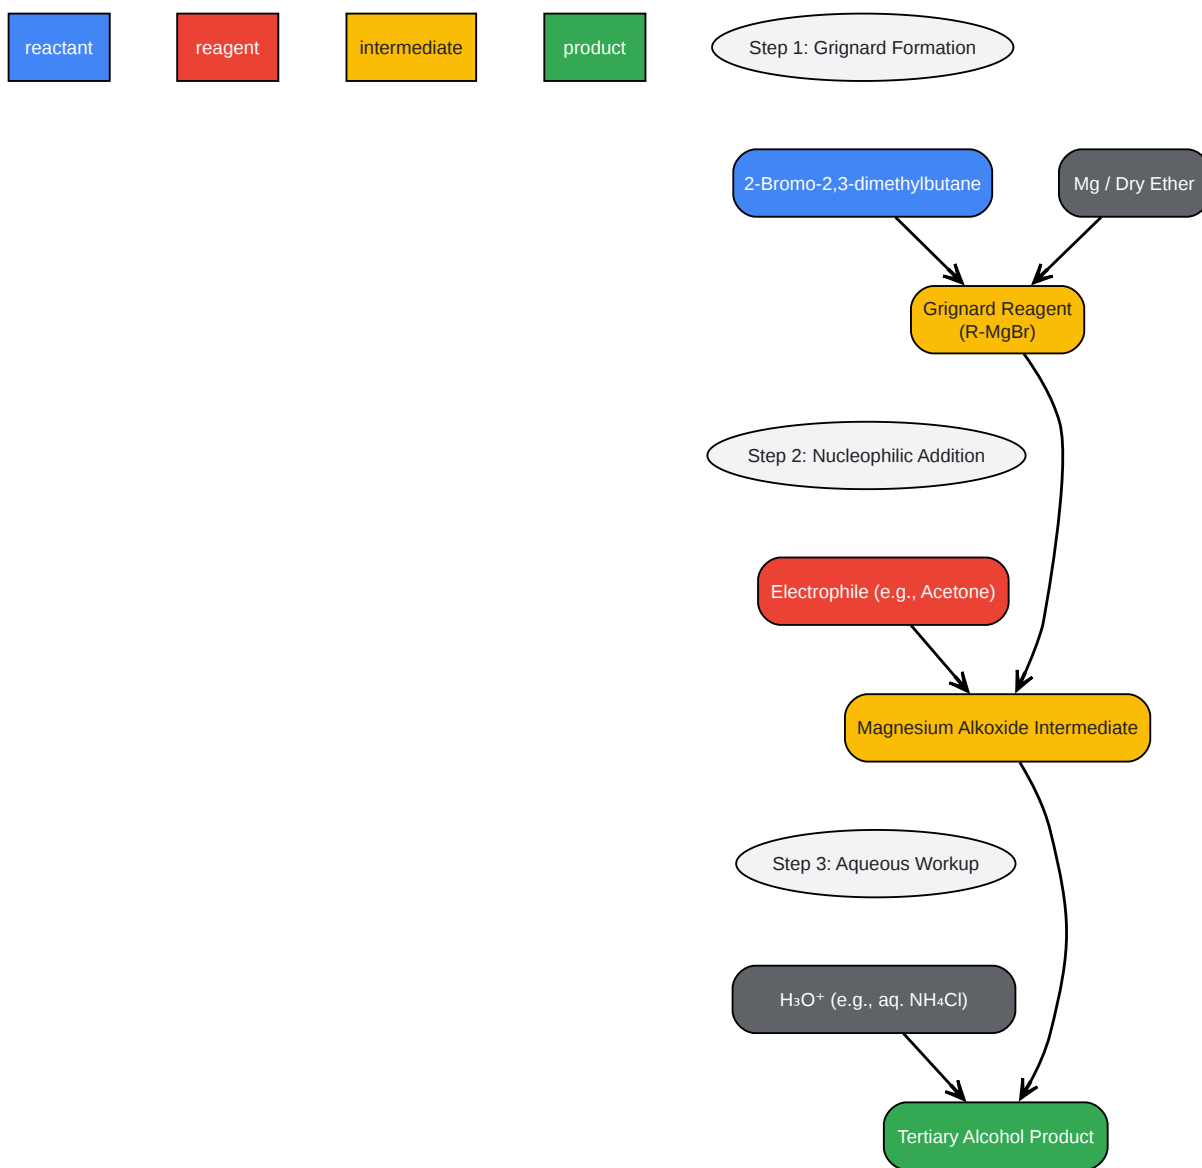 reactant
reagent
intermediate
product
Step 1: Grignard Formation
2-Bromo-2,3-dimethylbutane
Mg / Dry Ether
Grignard Reagent
(R-MgBr)
Step 2: Nucleophilic Addition
Electrophile (e.g., Acetone)
Magnesium Alkoxide Intermediate
Step 3: Aqueous Workup
H₃O⁺ (e.g., aq. NH₄Cl)
Tertiary Alcohol Product